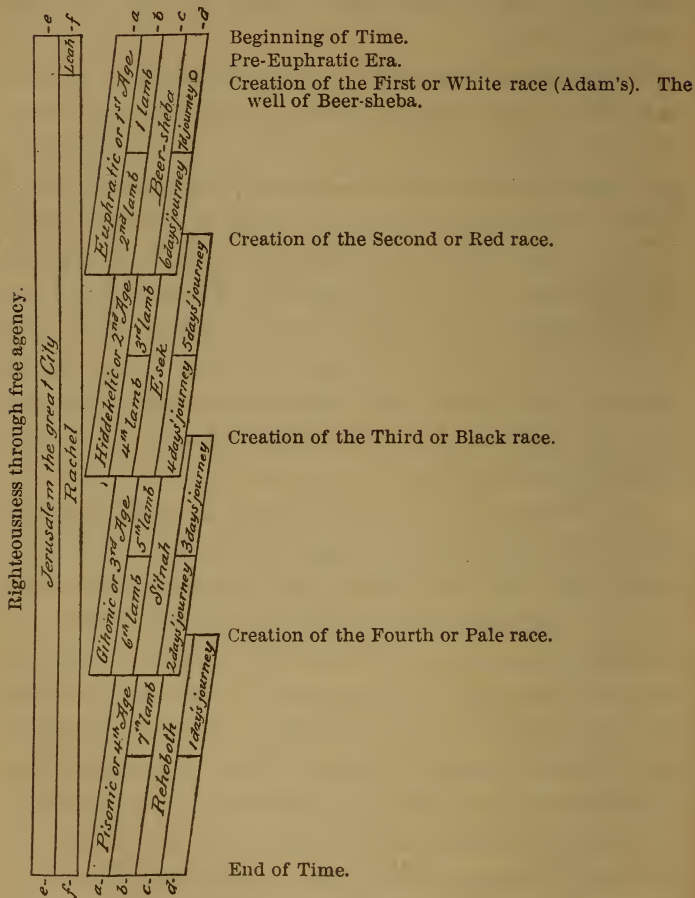 -e
-f
-a
-b
-c
-d
Beginning of Time.
Pre-Euphratic Era.
Creation of the First or White race (Adam's). The
well of Beer-sheba.
Creation of the Second or Red race.
Creation of the Third or Black race.
Creation of the Fourth or Pale race.
End of Time.
Righteousness through free agency.
Jerusalem the great City
Leah
Rachel
Euphratic or 1st Age
2nd lamb
1 lamb
Beer-sheba
6 days' journey
7 d journey
Hiddekelic or 2nd Age
4th lamb
3rd lamb
Esek
4 days' journey
5 days' journey
Gihonic or 3rd Age
6th lamb
5th lamb
Sitnah
2 days' journey
3 days' journey
Pisonic or 4th Age
7th lamb
Rehoboth
1 day's journey
e-
f-
a-
b-
c-
d-